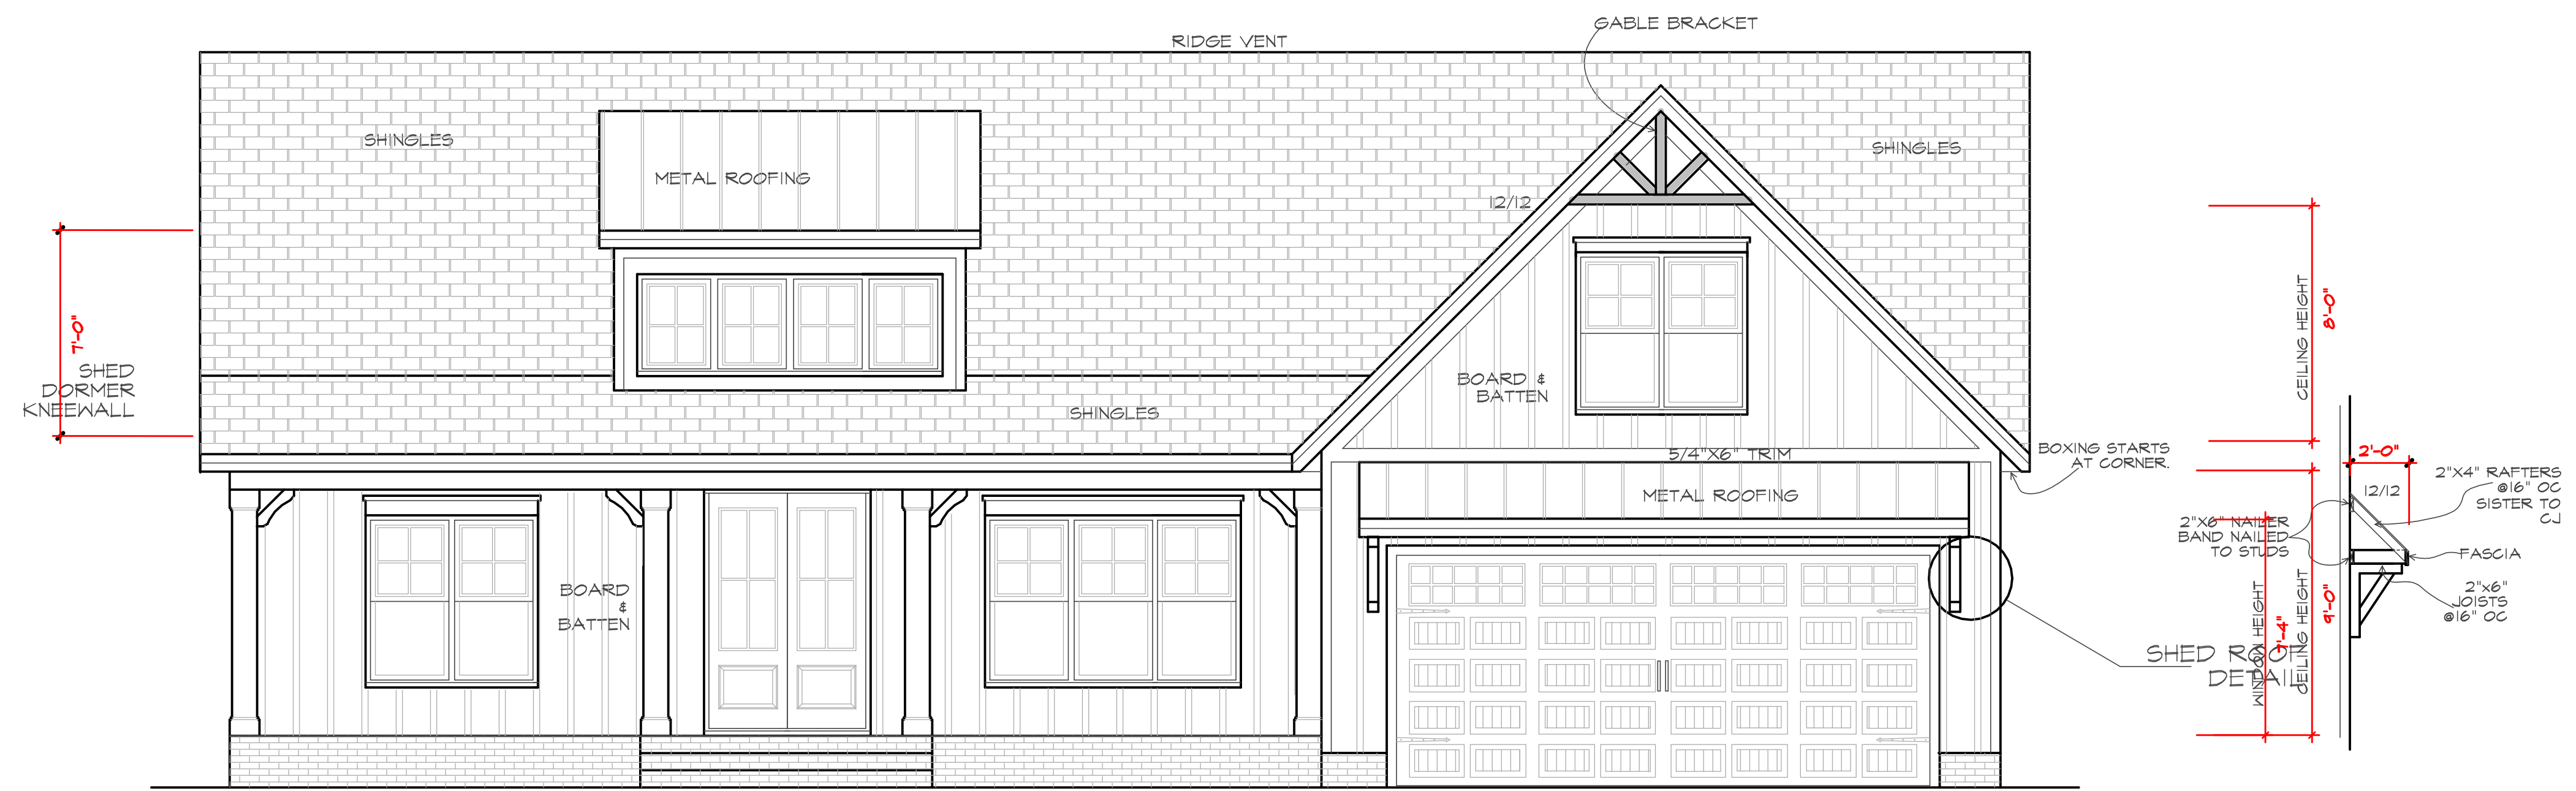 GABLE BRACKET
RIDGE VENT
SHINGLES
SHINGLES
METAL ROOFING
12/12
7'-0"
SHED
DORMER
KNEEWALL
CEILING HEIGHT
8'-0"
BOARD &
BATTEN
SHINGLES
5/4"X6" TRIM
BOXING STARTS
AT CORNER.
METAL ROOFING
2'-0"
12/12
2"X4" RAFTERS
@16" OC
SISTER TO
CJ
2"X6" NAILER
BAND NAILED
TO STUDS
FASCIA
2"x6"
JOISTS
@16" OC
BOARD
&
BATTEN
WINDOW HEIGHT
7'-4"
CEILING HEIGHT
9'-0"
SHED ROOF
DETAIL